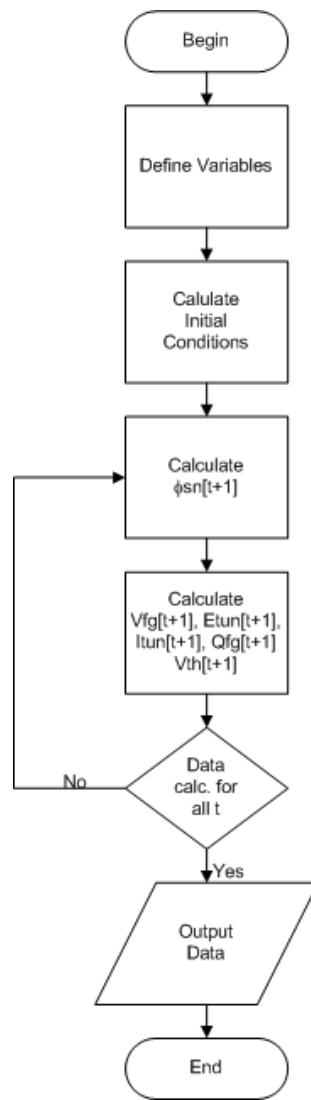 Begin
Define Variables
Calulate
Initial
Conditions
Calculate
ϕsn[t+1]
Calculate
Vfg[t+1], Etun[t+1],
Itun[t+1], Qfg[t+1]
Vth[t+1]
Data
calc. for
all t
No
Yes
Output
Data
End